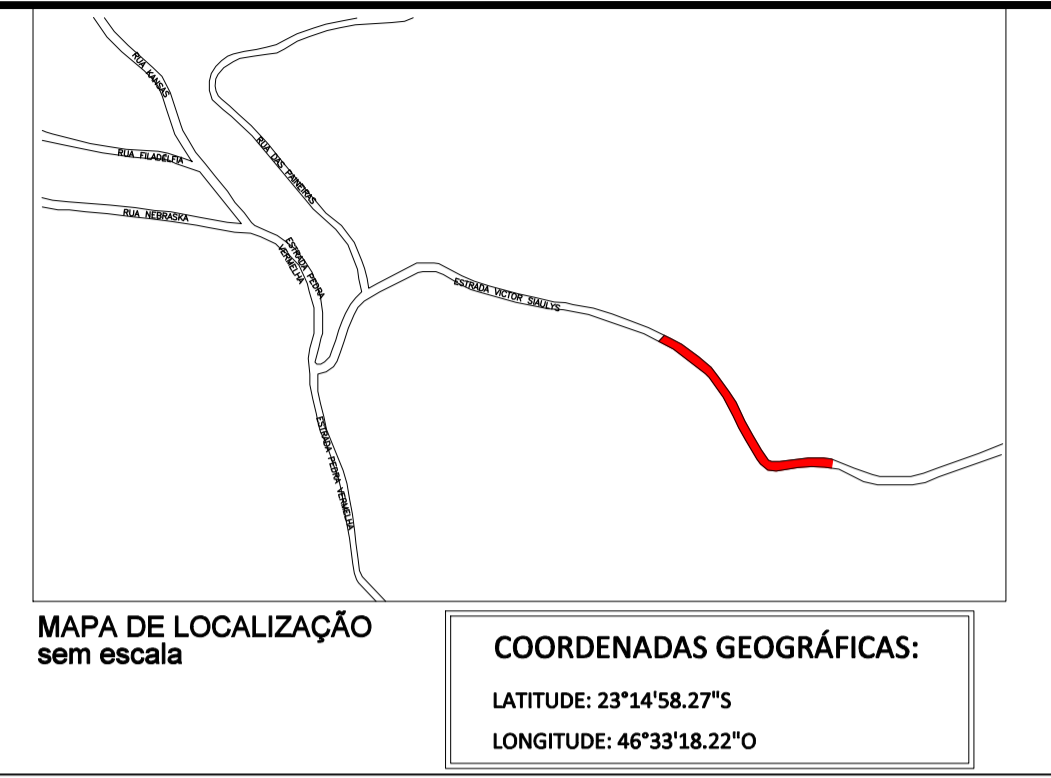 RUA KANSAS
RUA FILADÉLFIA
RUA DAS PAINEIRAS
RUA NEBRASKA
ESTRADA PEDRA
VERMELHA
ESTRADA VICTOR SIAULYS
ESTRADA PEDRA VERMELHA
MAPA DE LOCALIZAÇÃO
sem escala
COORDENADAS GEOGRÁFICAS:
LATITUDE: 23°14'58.27"S
LONGITUDE: 46°33'18.22"O